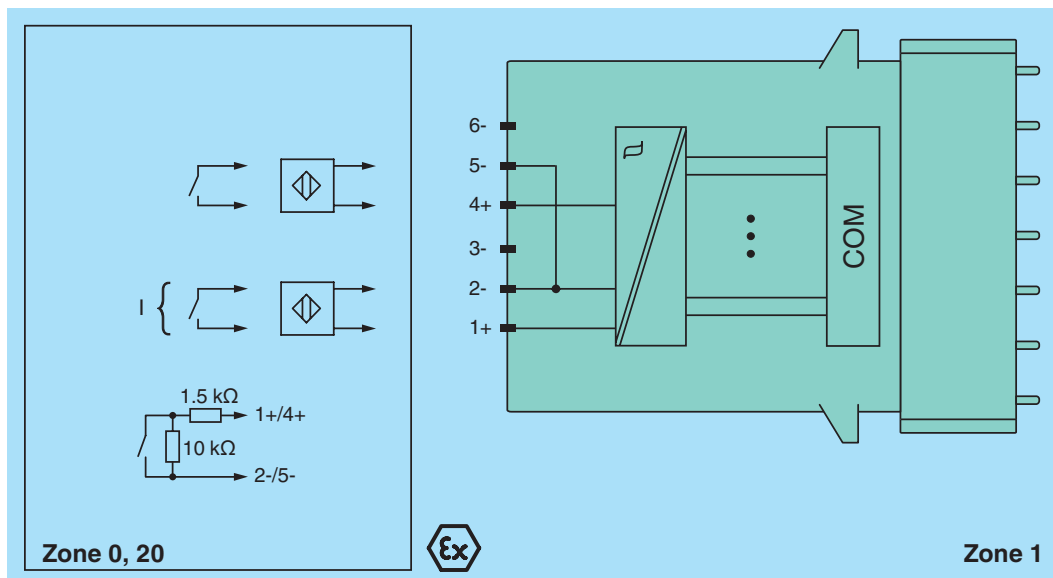 6-
5-
4+
3-
2-
1+
COM
I
1.5 kΩ
1+/4+
10 kΩ
2-/5-
Zone 0, 20
Ex
Zone 1